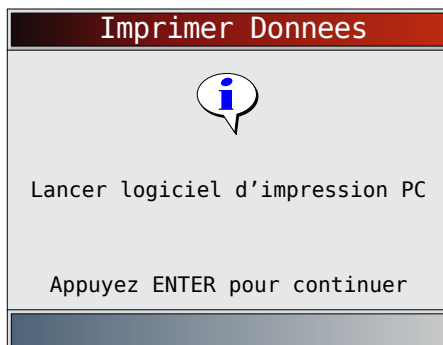 Imprimer Donnees
i
Lancer logiciel d'impression PC
Appuyez ENTER pour continuer